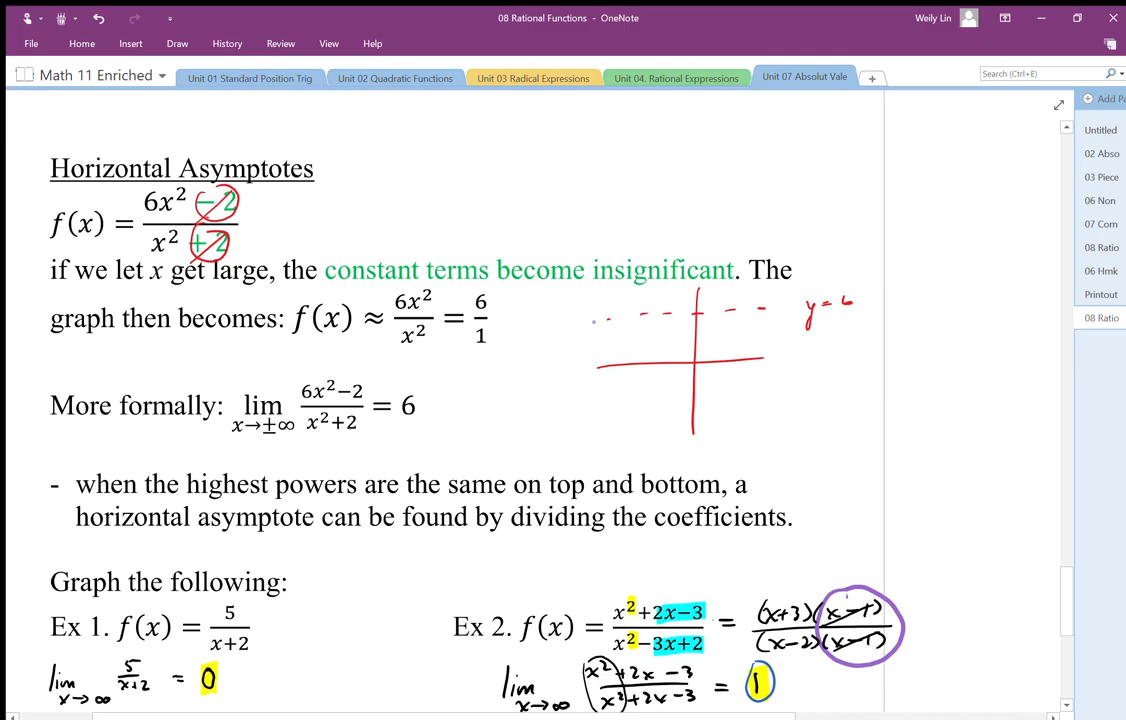 08 Rational Functions - OneNote
Weily Lin
File Home Insert Draw History Review View Help
Math 11 Enriched
Unit 01 Standard Position Trig
Unit 02 Quadratic Functions
Unit 03 Radical Expressions
Unit 04. Rational Exppressions
Unit 07 Absolut Vale
+
Search (Ctrl+E)
Add Pa
Untitled
02 Abso
03 Piece
06 Non
07 Com
08 Ratio
06 Hmk
Printout
08 Ratio
Horizontal Asymptotes
f(x) = (6x² − 2)/(x² + 2)
if we let x get large, the constant terms become insignificant. The
graph then becomes: f(x) ≈ 6x²/x² = 6/1
y = 6
More formally: lim x→±∞ (6x²−2)/(x²+2) = 6
- when the highest powers are the same on top and bottom, a
horizontal asymptote can be found by dividing the coefficients.
Graph the following:
Ex 1. f(x) = 5/(x+2)
lim x→∞ 5/(x+2) = 0
Ex 2. f(x) = (x²+2x−3)/(x²−3x+2) = (x+3)(x−1)/(x−2)(x−1)
lim x→∞ (x²+2x−3)/(x²+2x−3) = 1